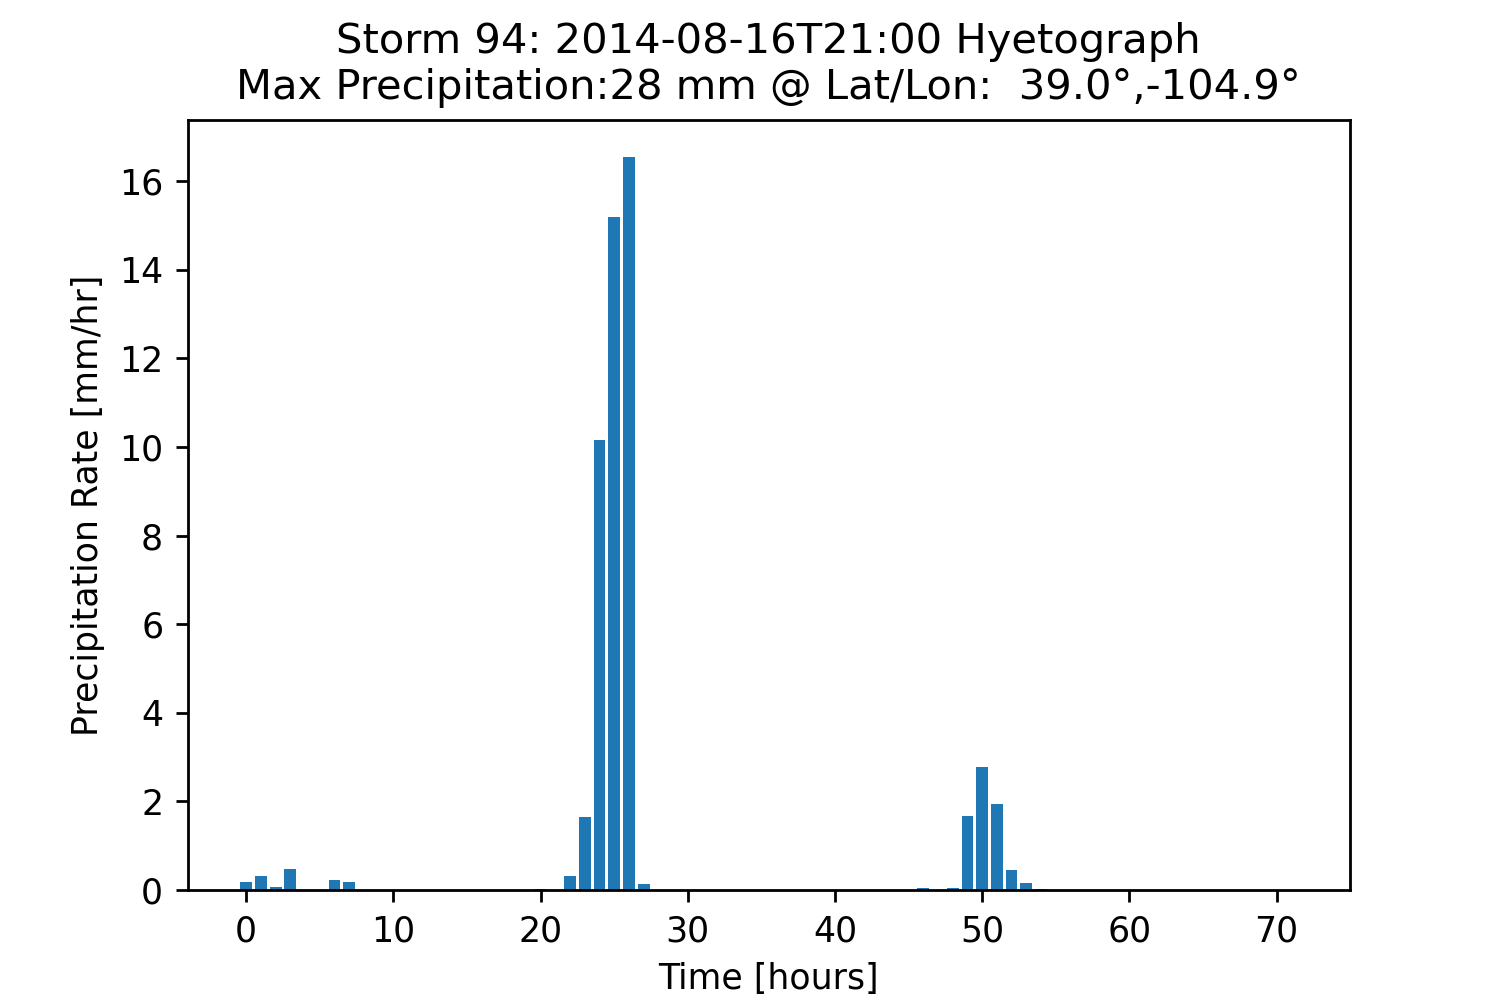 Storm 94: 2014-08-16T21:00 Hyetograph
Max Precipitation:28 mm @ Lat/Lon:  39.0°,-104.9°
Precipitation Rate [mm/hr]
16
14
12
10
8
6
4
2
0
0 10 20 30 40 50 60 70
Time [hours]